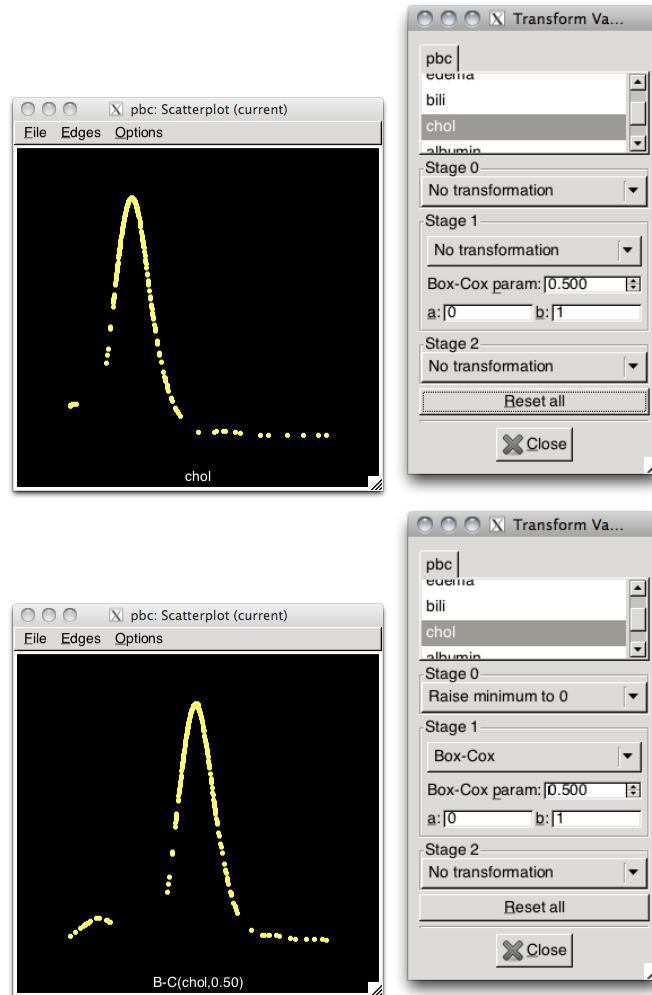 Transform Va...
pbc
edema
bili
chol
albumin
Stage 0
No transformation
Stage 1
No transformation
Box-Cox param: 0.500
a: 0 b: 1
Stage 2
No transformation
Reset all
Close
pbc: Scatterplot (current)
File Edges Options
chol
Transform Va...
pbc
edema
bili
chol
albumin
Stage 0
Raise minimum to 0
Stage 1
Box-Cox
Box-Cox param: 0.500
a: 0 b: 1
Stage 2
No transformation
Reset all
Close
pbc: Scatterplot (current)
File Edges Options
B-C(chol,0.50)